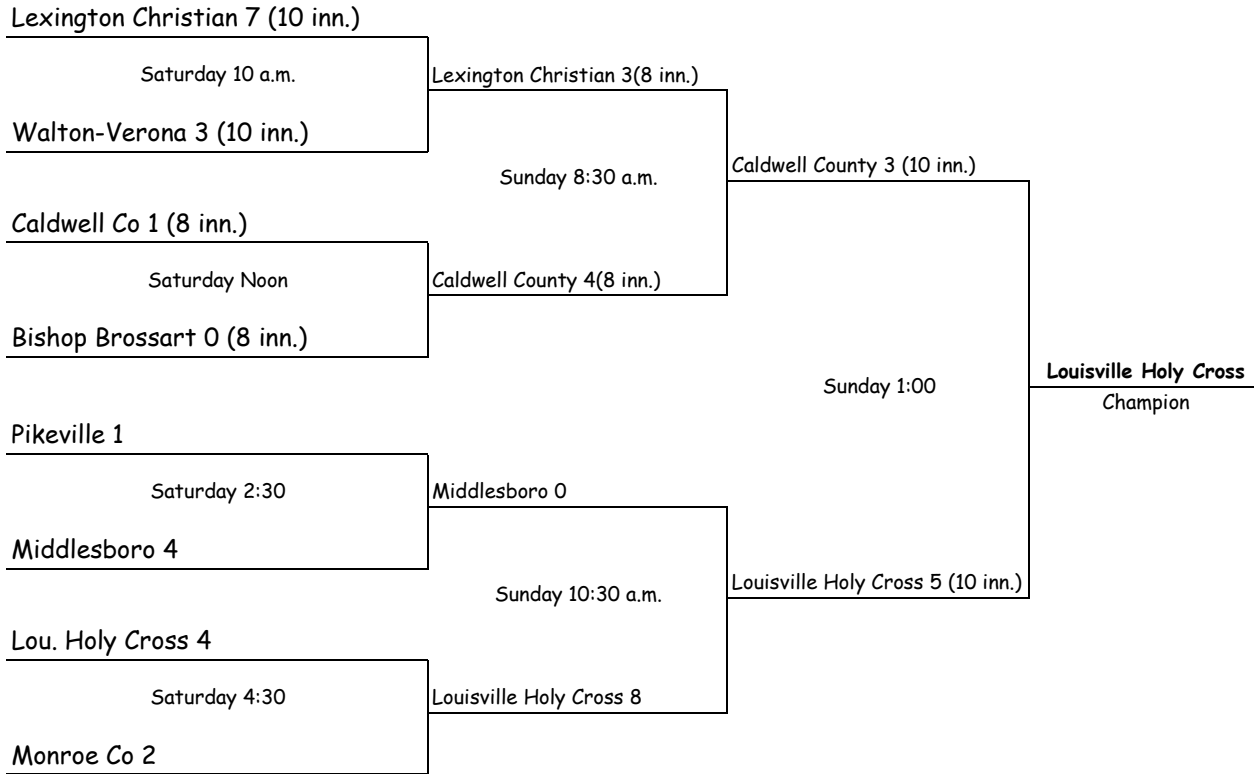 Lexington Christian 7 (10 inn.)
Saturday 10 a.m.
Lexington Christian 3(8 inn.)
Walton-Verona 3 (10 inn.)
Sunday 8:30 a.m.
Caldwell County 3 (10 inn.)
Caldwell Co 1 (8 inn.)
Saturday Noon
Caldwell County 4(8 inn.)
Bishop Brossart 0 (8 inn.)
Sunday 1:00
Louisville Holy Cross
Champion
Pikeville 1
Saturday 2:30
Middlesboro 0
Middlesboro 4
Sunday 10:30 a.m.
Louisville Holy Cross 5 (10 inn.)
Lou. Holy Cross 4
Saturday 4:30
Louisville Holy Cross 8
Monroe Co 2